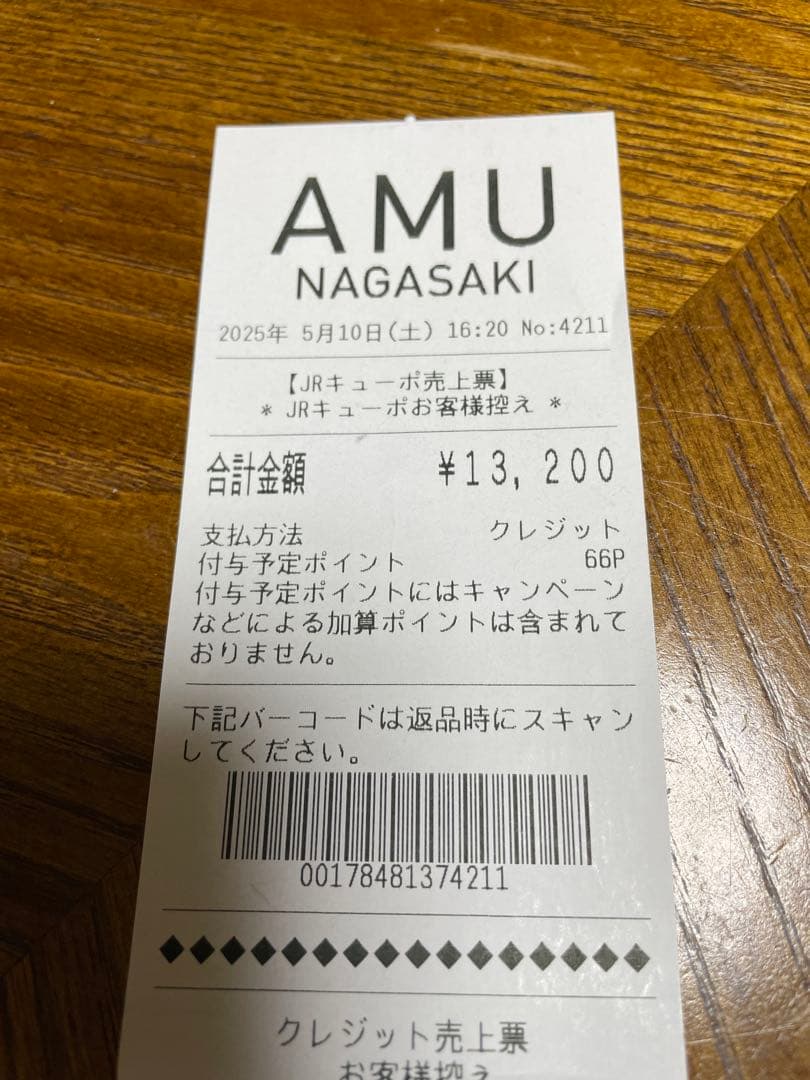 AMU
NAGASAKI
2025年 5月10日(土) 16:20 No:4211
【JRキューポ売上票】
* JRキューポお客様控え *
合計金額 ¥13,200
支払方法 クレジット
付与予定ポイント 66P
付与予定ポイントにはキャンペーン
などによる加算ポイントは含まれて
おりません。
下記バーコードは返品時にスキャン
してください。
00178481374211
◆◆◆◆◆◆◆◆◆◆◆◆◆◆◆◆
クレジット売上票
お客様控え